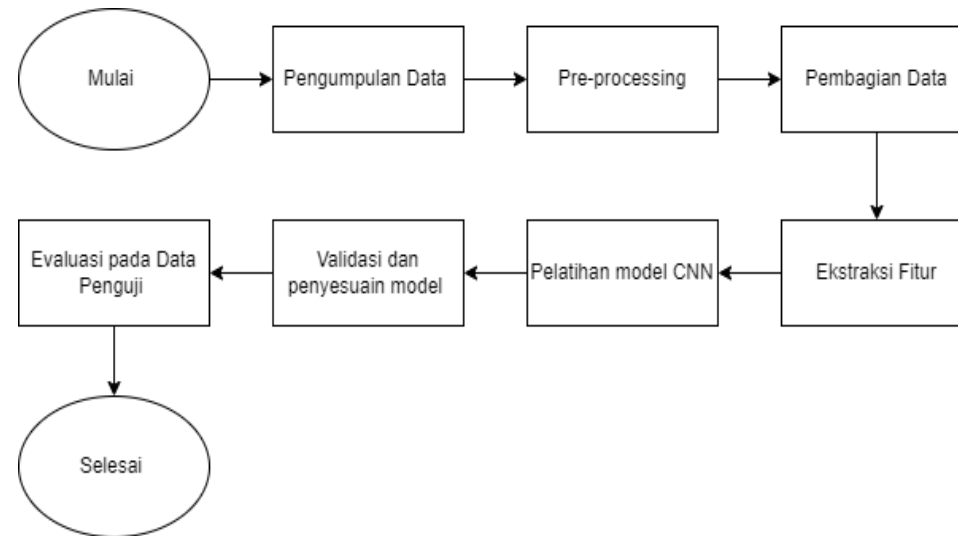 Mulai
Pengumpulan Data
Pre-processing
Pembagian Data
Ekstraksi Fitur
Pelatihan model CNN
Validasi dan
penyesuain model
Evaluasi pada Data
Penguji
Selesai